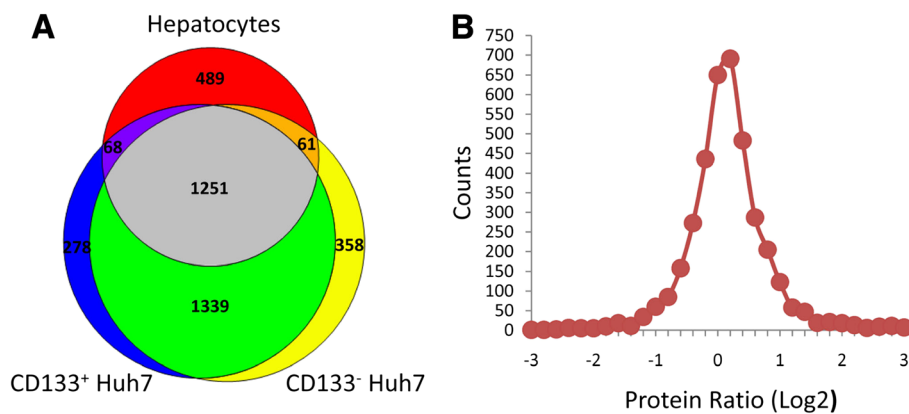 A
Hepatocytes
489
68
61
1251
278
358
1339
CD133+ Huh7
CD133- Huh7
B
750
700
650
600
550
500
450
400
350
300
250
200
150
100
50
0
Counts
-3 -2 -1 0 1 2 3
Protein Ratio (Log2)